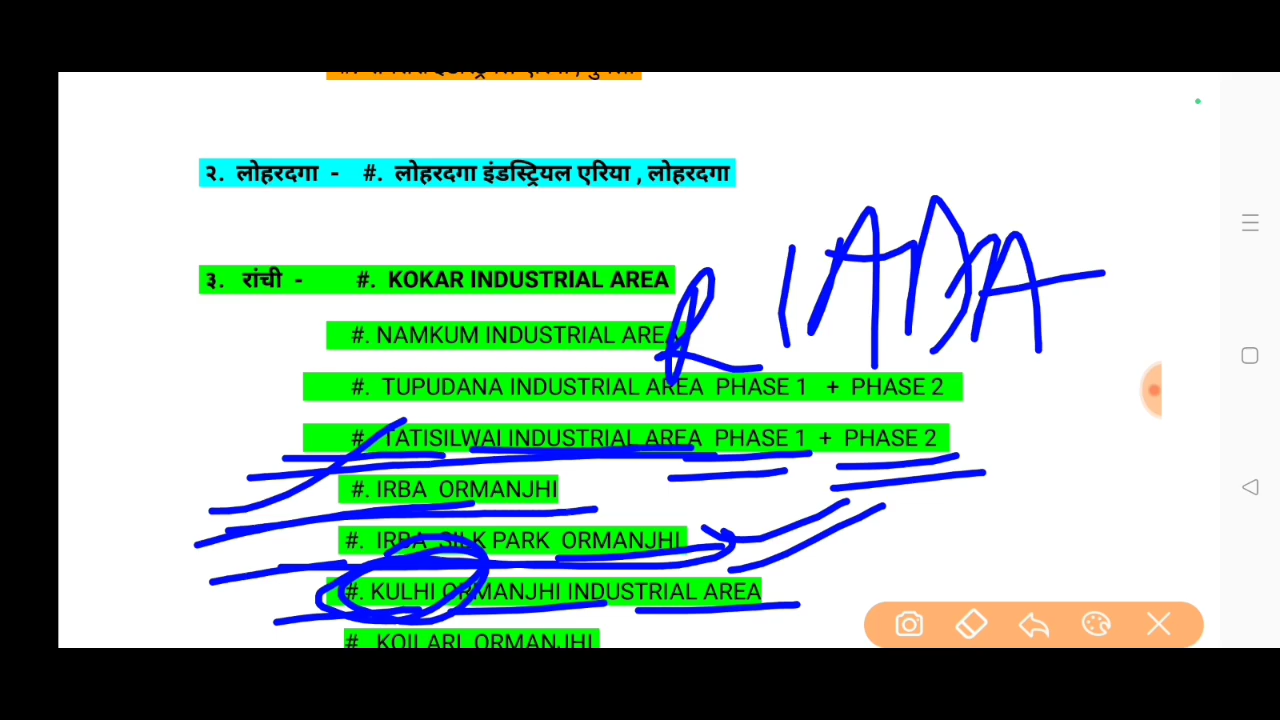 २. लोहरदगा - #. लोहरदगा इंडस्ट्रियल एरिया , लोहरदगा
३. रांची - #. KOKAR INDUSTRIAL AREA
RIADA
#. NAMKUM INDUSTRIAL AREA
#. TUPUDANA INDUSTRIAL AREA PHASE 1 + PHASE 2
#. TATISILWAI INDUSTRIAL AREA PHASE 1 + PHASE 2
#. IRBA ORMANJHI
#. IRBA SILK PARK ORMANJHI
#. KULHI ORMANJHI INDUSTRIAL AREA
#. KOILARI ORMANJHI